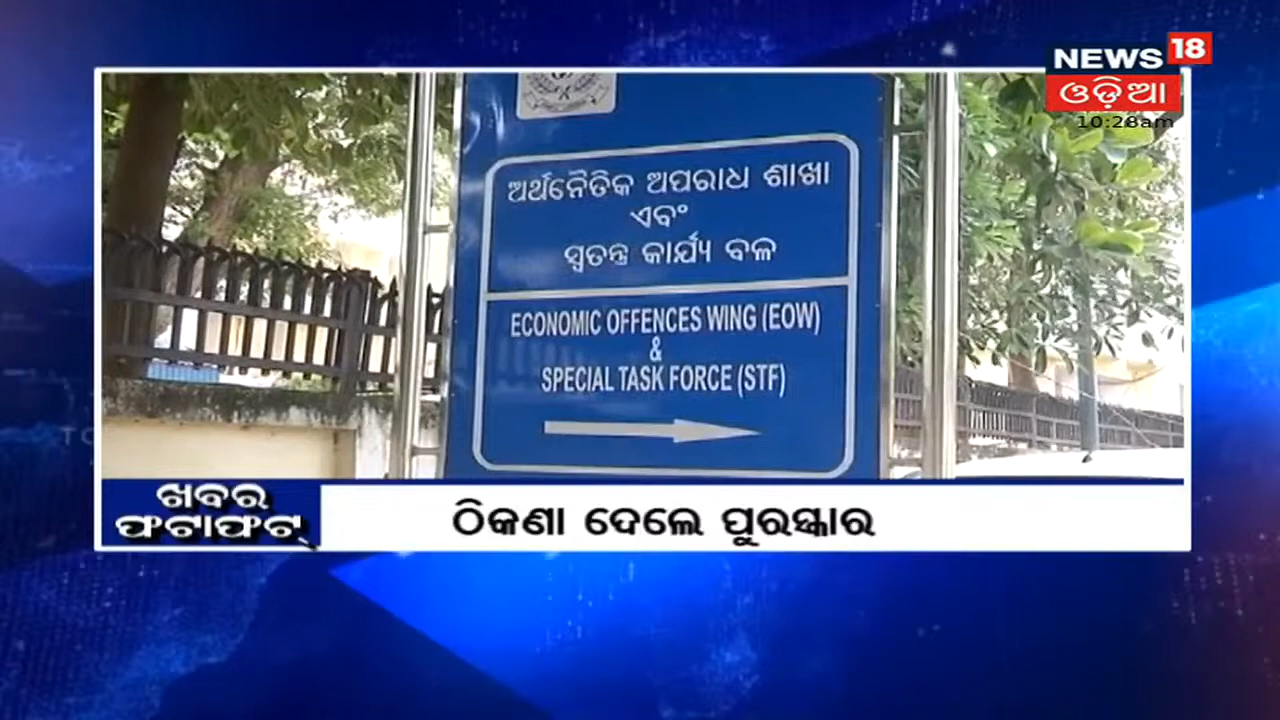 NEWS 18
ଓଡ଼ିଆ
10:28am
ଅର୍ଥନୈତିକ ଅପରାଧ ଶାଖା
ଏବଂ
ସ୍ୱତନ୍ତ୍ର କାର୍ଯ୍ୟ ବଳ
ECONOMIC OFFENCES WING (EOW)
&
SPECIAL TASK FORCE (STF)
ଖବର
ଫଟାଫଟ୍
ଠିକଣା ଦେଲେ ପୁରସ୍କାର